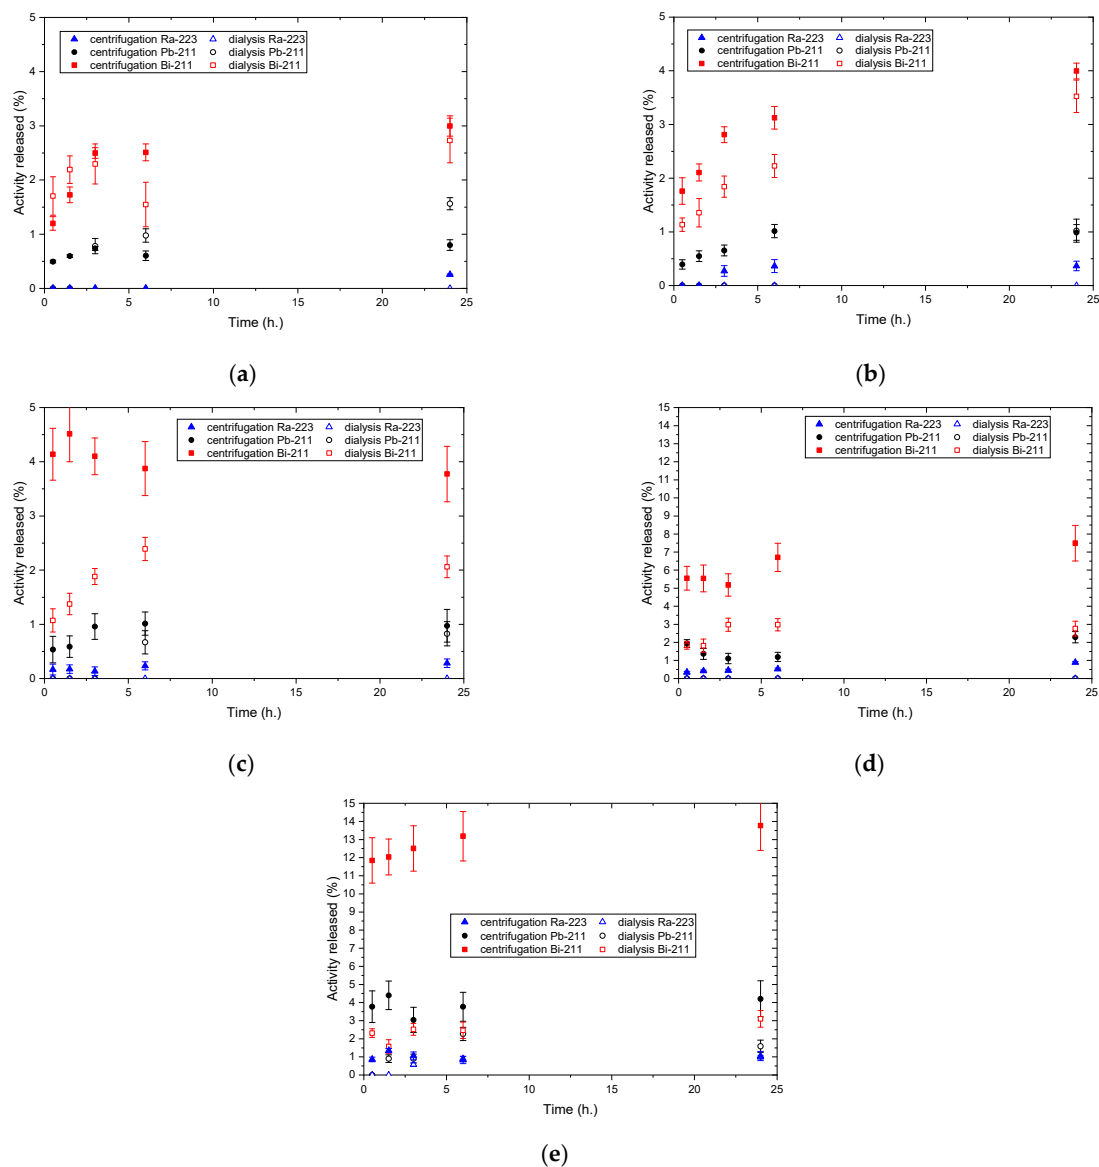 5
4
3
2
1
0
0 5 10 15 20 25
Activity released (%)
Time (h.)
centrifugation Ra-223 dialysis Ra-223
centrifugation Pb-211 dialysis Pb-211
centrifugation Bi-211 dialysis Bi-211
(a)
5
4
3
2
1
0
0 5 10 15 20 25
Activity released (%)
Time (h.)
centrifugation Ra-223 dialysis Ra-223
centrifugation Pb-211 dialysis Pb-211
centrifugation Bi-211 dialysis Bi-211
(b)
5
4
3
2
1
0
0 5 10 15 20 25
Activity released (%)
Time (h.)
centrifugation Ra-223 dialysis Ra-223
centrifugation Pb-211 dialysis Pb-211
centrifugation Bi-211 dialysis Bi-211
(c)
15
14
13
12
11
10
9
8
7
6
5
4
3
2
1
0
0 5 10 15 20 25
Activity released (%)
Time (h.)
centrifugation Ra-223 dialysis Ra-223
centrifugation Pb-211 dialysis Pb-211
centrifugation Bi-211 dialysis Bi-211
(d)
15
14
13
12
11
10
9
8
7
6
5
4
3
2
1
0
0 5 10 15 20 25
Activity released (%)
Time (h.)
centrifugation Ra-223 dialysis Ra-223
centrifugation Pb-211 dialysis Pb-211
centrifugation Bi-211 dialysis Bi-211
(e)